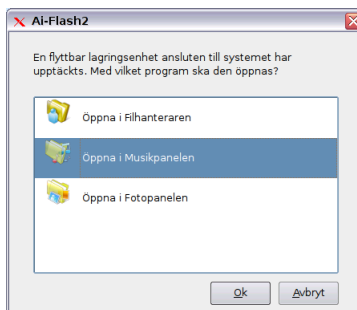 Ai-Flash2
En flyttbar lagringsenhet ansluten till systemet har
upptäckts. Med vilket program ska den öppnas?
Öppna i Filhanteraren
Öppna i Musikpanelen
Öppna i Fotopanelen
Ok
Avbryt